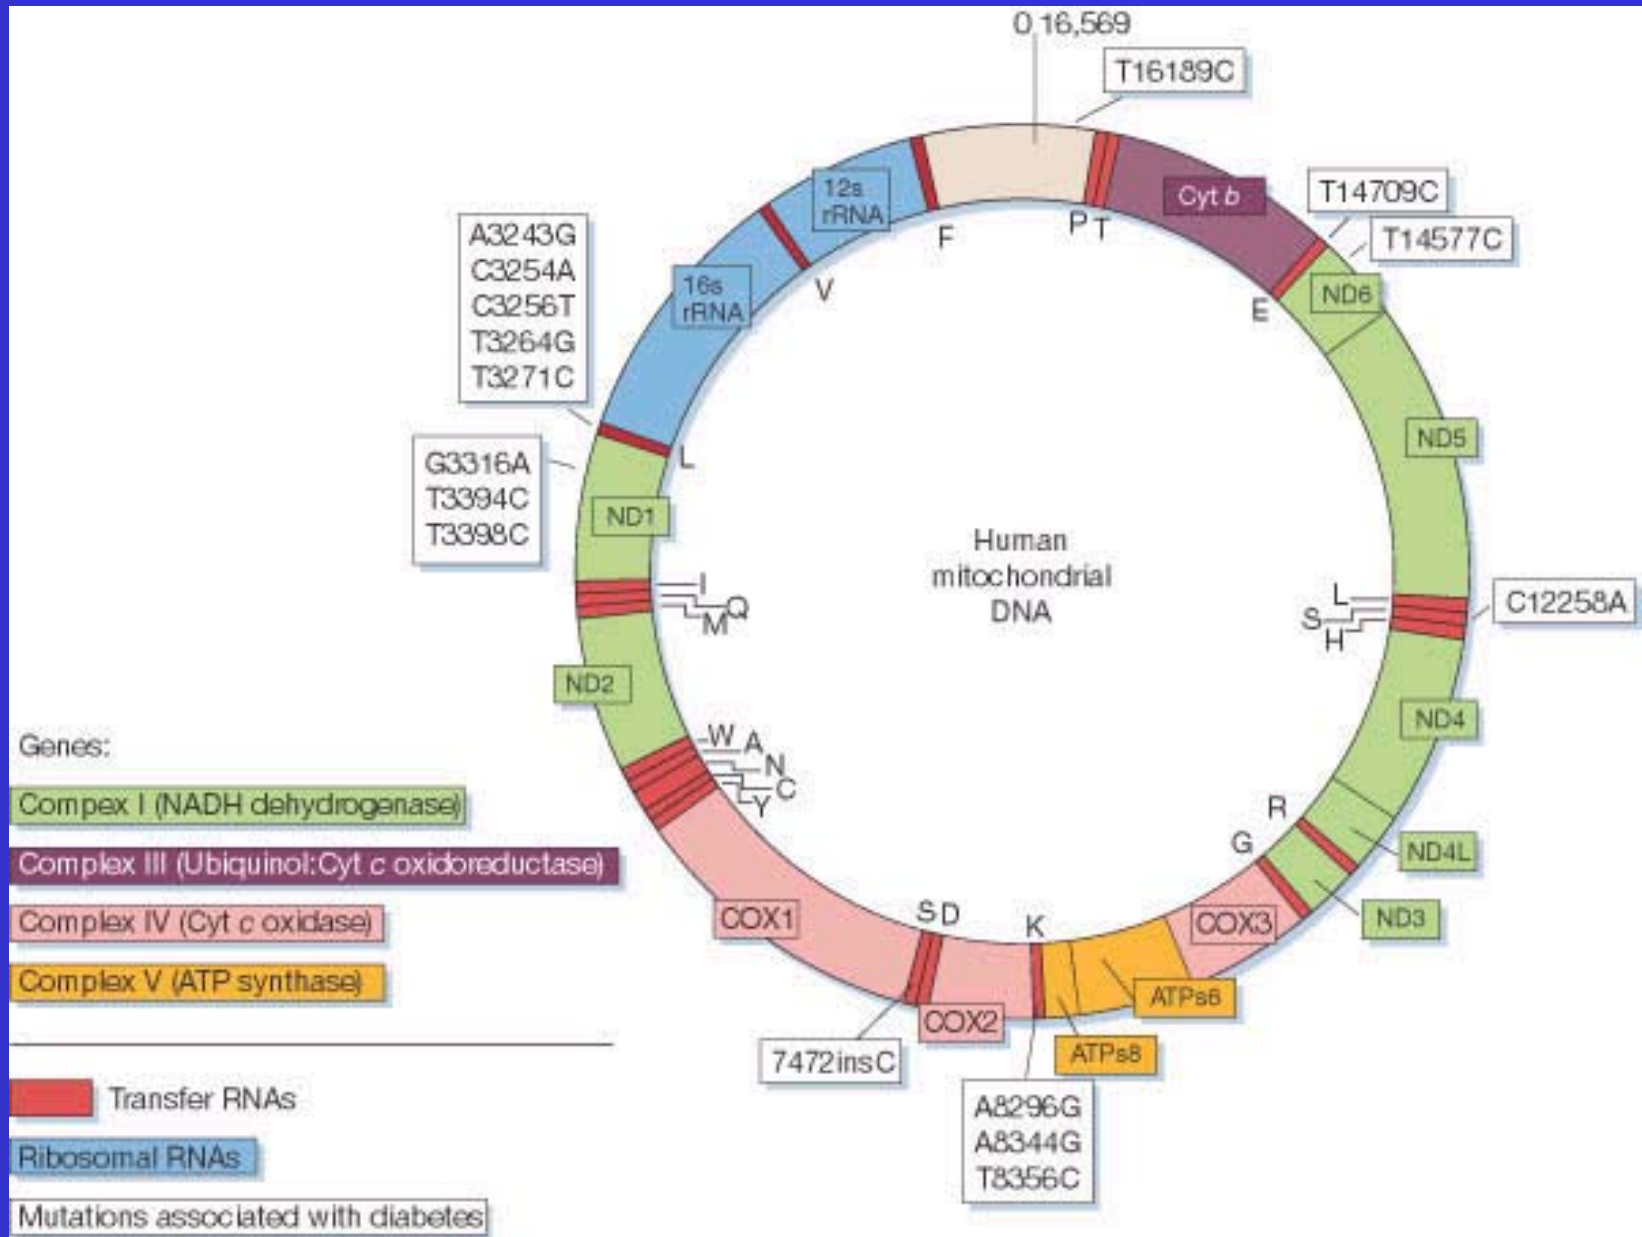 0 16,569
T16189C
12s
rRNA
Cyt b
T14709C
T14577C
F
P T
A3243G
C3254A
C3256T
T3264G
T3271C
16s
rRNA
V
E
ND6
G3316A
T3394C
T3398C
L
ND5
ND1
Human
mitochondrial
DNA
I
Q
M
L
S
H
C12258A
ND2
ND4
W A
N
C
Y
Genes:
Compex I (NADH dehydrogenase)
Complex III (Ubiquinol:Cyt c oxidoreductase)
Complex IV (Cyt c oxidase)
Complex V (ATP synthase)
R
G
ND4L
ND3
COX1
S D
K
COX3
ATPs6
COX2
ATPs8
7472insC
A8296G
A8344G
T8356C
Transfer RNAs
Ribosomal RNAs
Mutations associated with diabetes